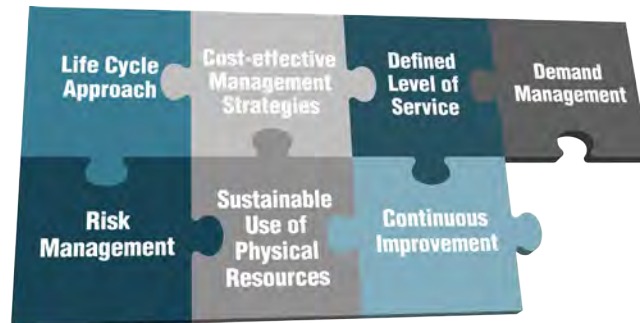 Life Cycle
Approach
Cost-effective
Management
Strategies
Defined
Level of
Service
Demand
Management
Risk
Management
Sustainable
Use of
Physical
Resources
Continuous
Improvement